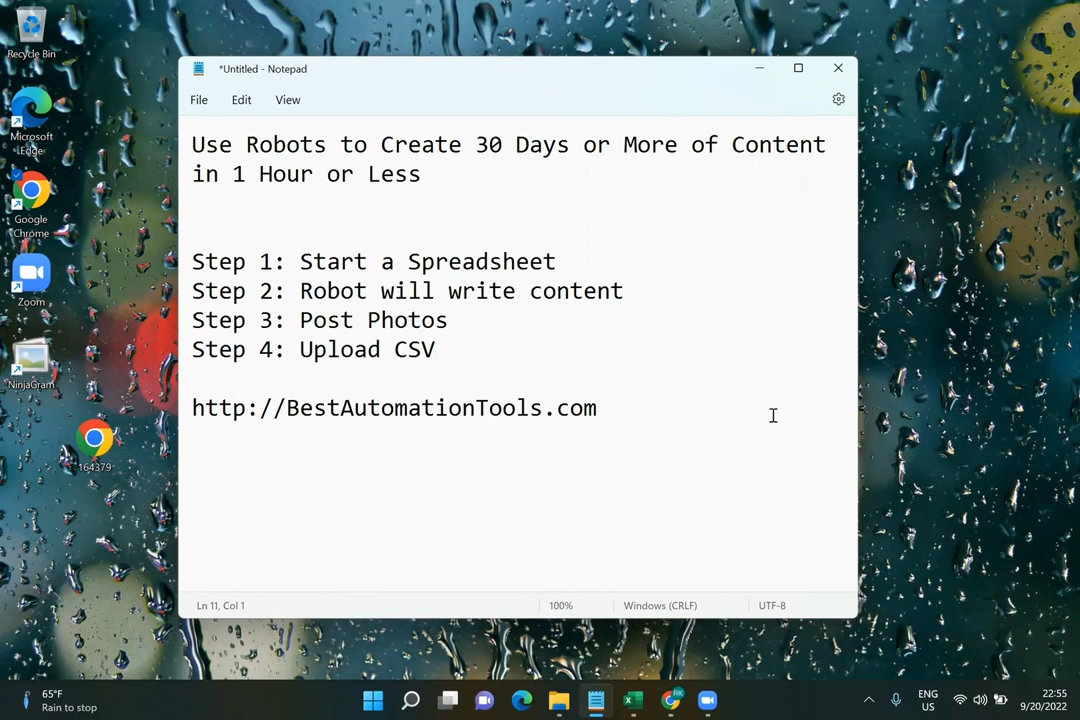 Recycle Bin
Microsoft
Edge
Google
Chrome
Zoom
NinjaGram
164379
*Untitled - Notepad
File Edit View
Use Robots to Create 30 Days or More of Content
in 1 Hour or Less
Step 1: Start a Spreadsheet
Step 2: Robot will write content
Step 3: Post Photos
Step 4: Upload CSV
http://BestAutomationTools.com
Ln 11, Col 1 100% Windows (CRLF) UTF-8
65°F
Rain to stop
RK
ENG
US
22:55
9/20/2022